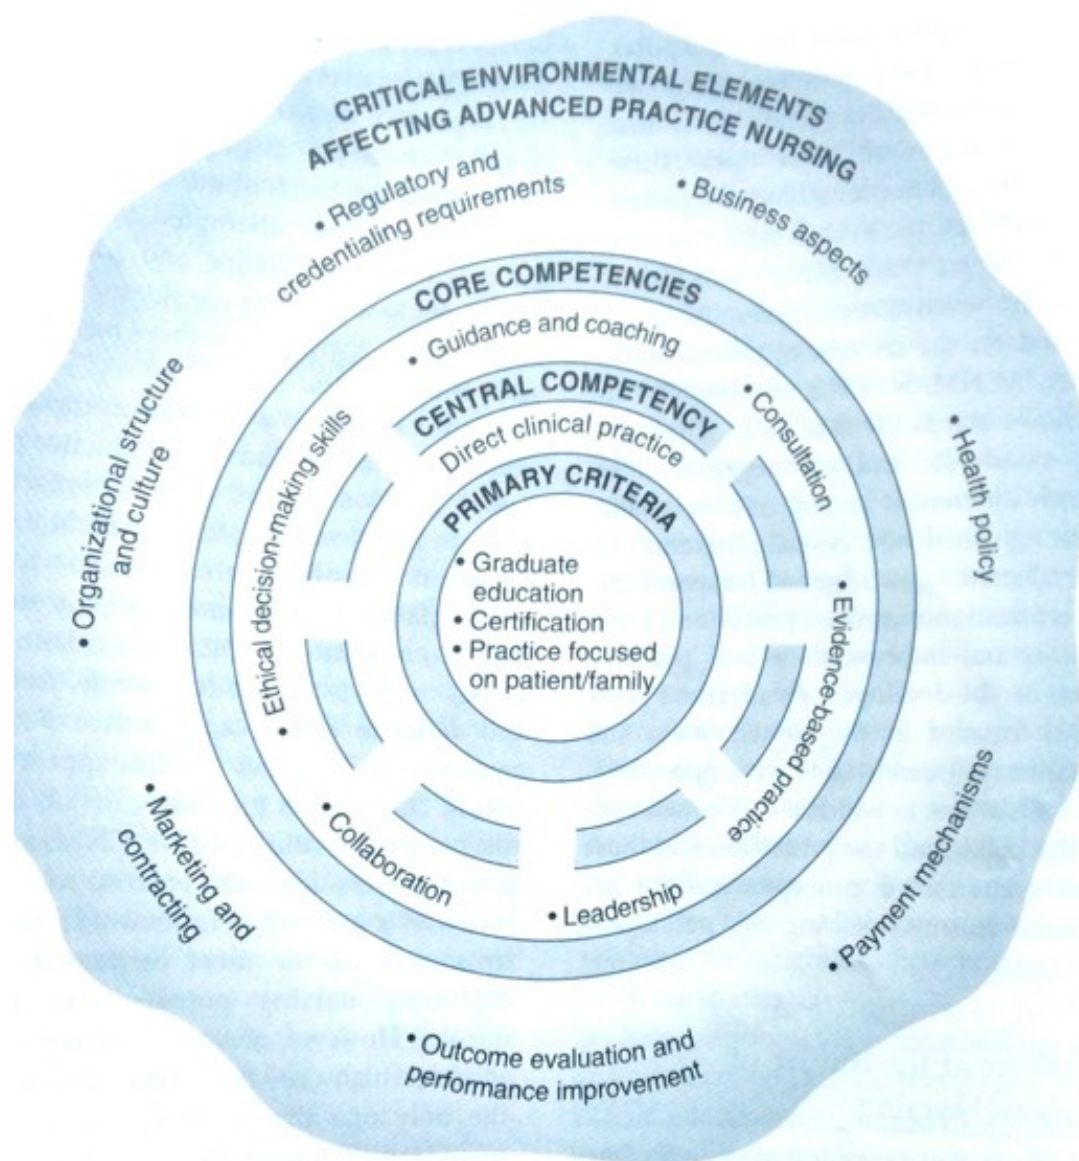 CRITICAL ENVIRONMENTAL ELEMENTS
AFFECTING ADVANCED PRACTICE NURSING
• Regulatory and
credentialing requirements
• Business aspects
• Organizational structure
and culture
• Health policy
• Marketing and
contracting
• Payment mechanisms
• Outcome evaluation and
performance improvement
CORE COMPETENCIES
• Guidance and coaching
• Consultation
• Ethical decision-making skills
• Evidence-based practice
• Collaboration
• Leadership
CENTRAL COMPETENCY
Direct clinical practice
PRIMARY CRITERIA
• Graduate
education
• Certification
• Practice focused
on patient/family